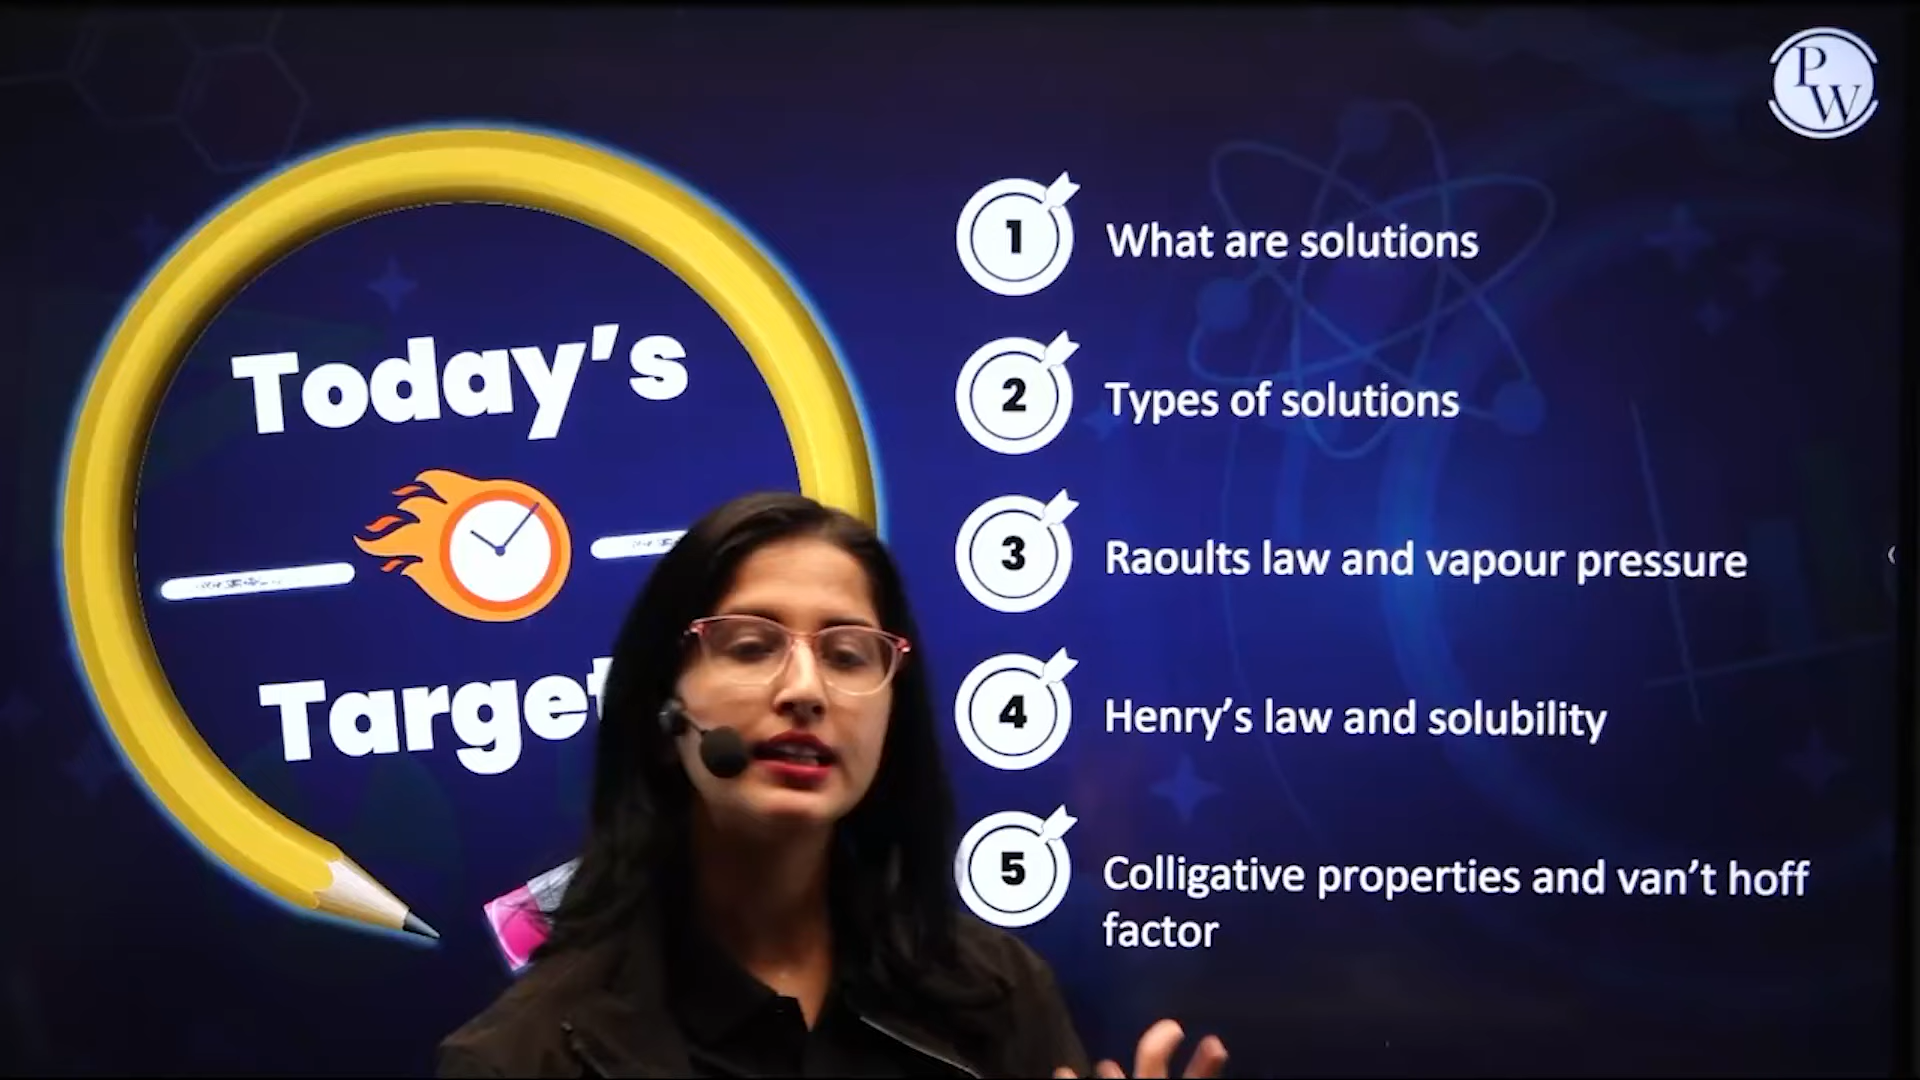 PW
Today's
Target
1
What are solutions
2
Types of solutions
3
Raoults law and vapour pressure
4
Henry's law and solubility
5
Colligative properties and van't hoff
factor